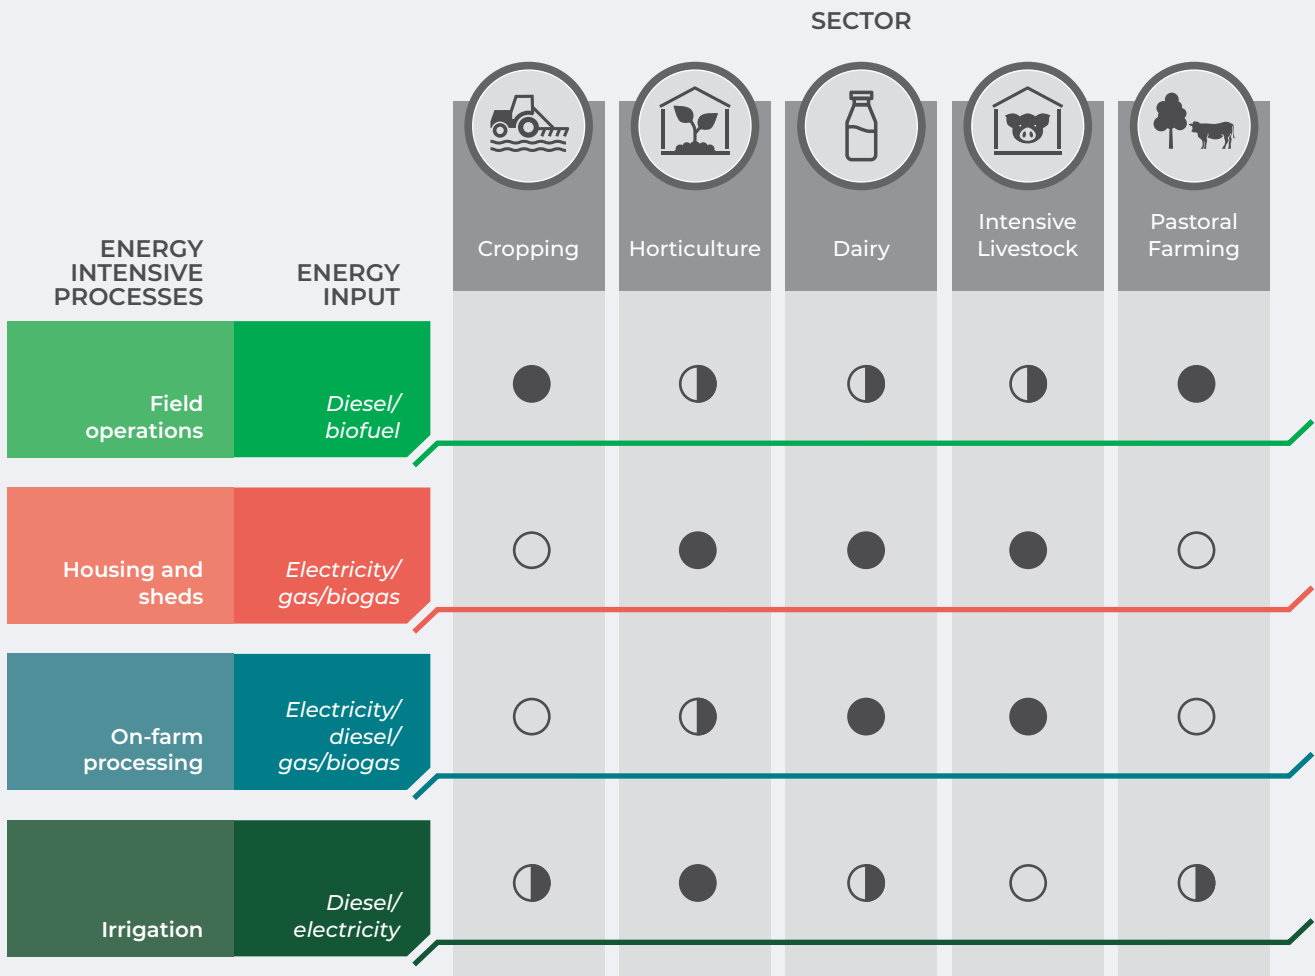 SECTOR
Cropping
Horticulture
Dairy
Intensive
Livestock
Pastoral
Farming
ENERGY
INTENSIVE
PROCESSES
ENERGY
INPUT
Field
operations
Diesel/
biofuel
Housing and
sheds
Electricity/
gas/biogas
On-farm
processing
Electricity/
diesel/
gas/biogas
Irrigation
Diesel/
electricity